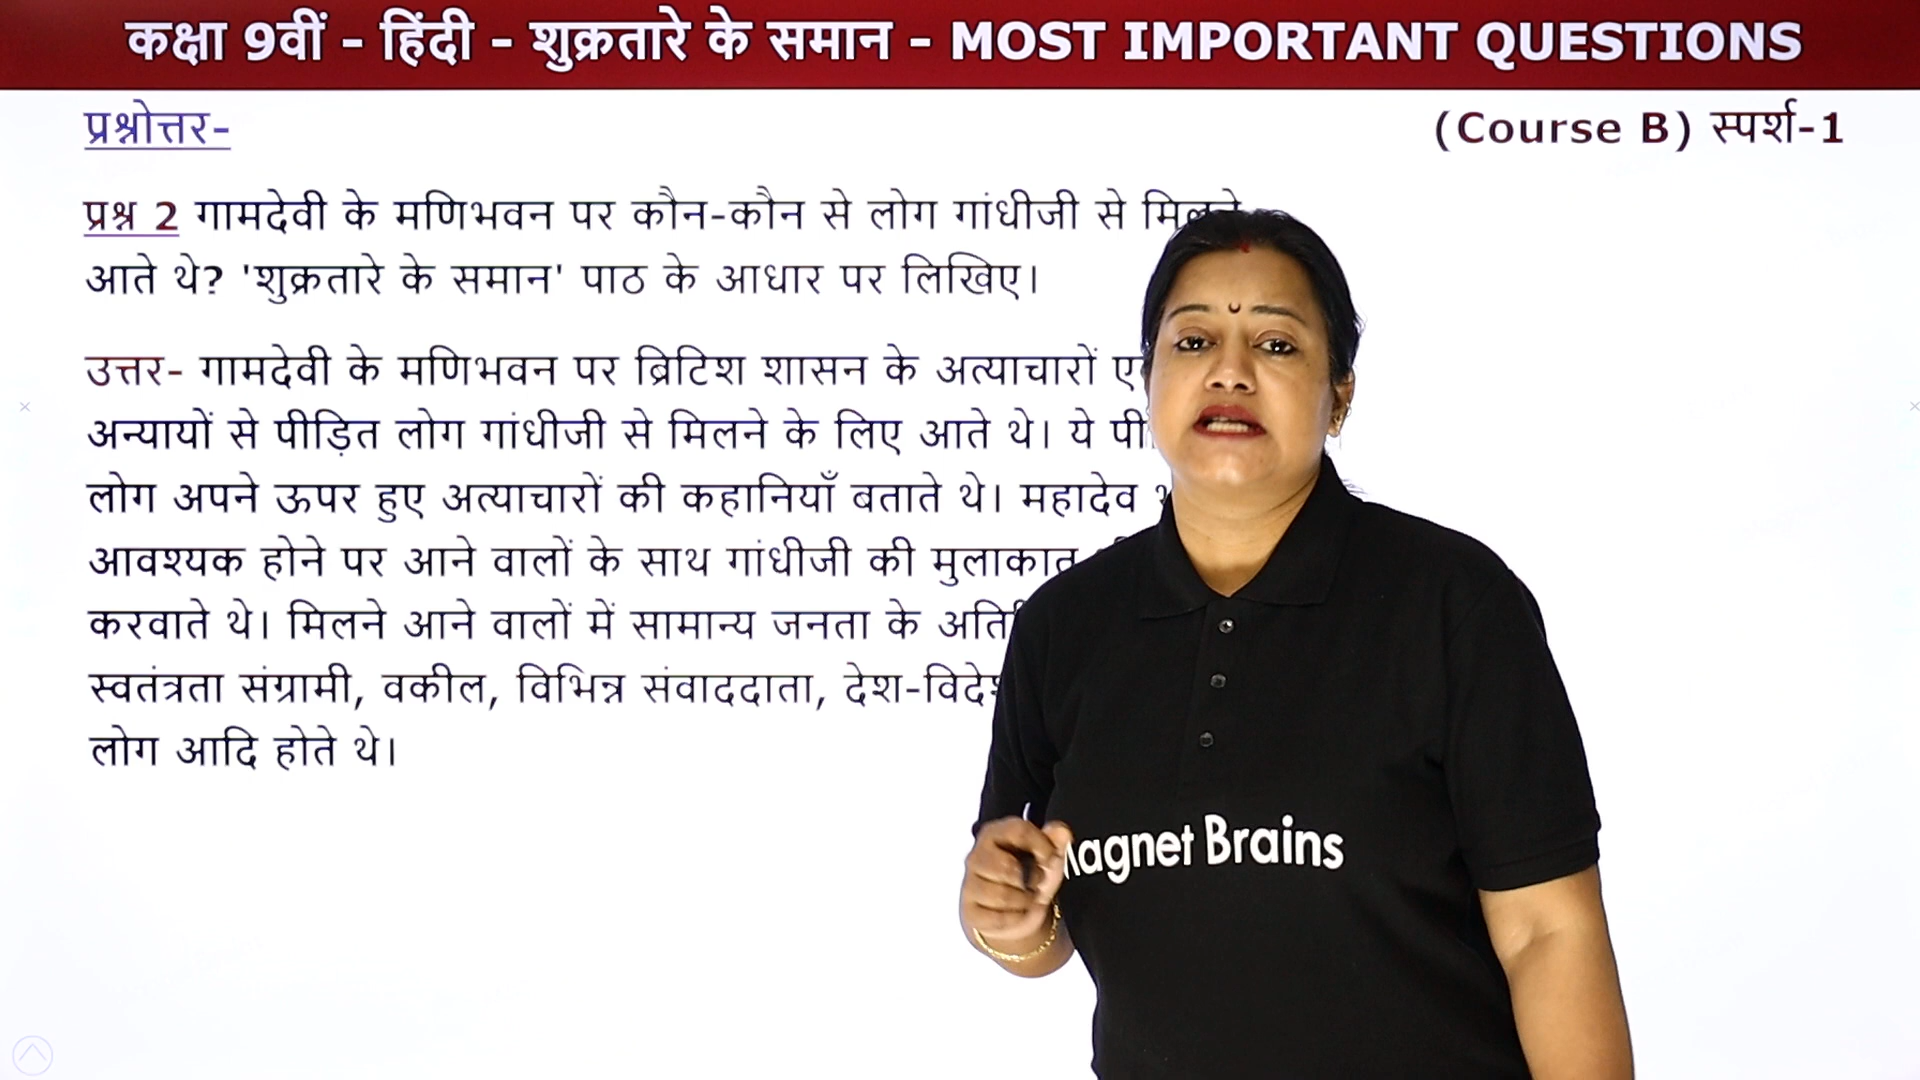 कक्षा 9वीं - हिंदी - शुक्रतारे के समान - MOST IMPORTANT QUESTIONS
प्रश्नोत्तर-
(Course B) स्पर्श-1
प्रश्न 2 गामदेवी के मणिभवन पर कौन-कौन से लोग गांधीजी से मिलने
आते थे? 'शुक्रतारे के समान' पाठ के आधार पर लिखिए।
उत्तर- गामदेवी के मणिभवन पर ब्रिटिश शासन के अत्याचारों
अन्यायों से पीड़ित लोग गांधीजी से मिलने के लिए आते थे। ये
लोग अपने ऊपर हुए अत्याचारों की कहानियाँ बताते थे। महादेव
आवश्यक होने पर आने वालों के साथ गांधीजी की मुलाकात
करवाते थे। मिलने आने वालों में सामान्य जनता के
स्वतंत्रता संग्रामी, वकील, विभिन्न संवाददाता,
लोग आदि होते थे।
Brains